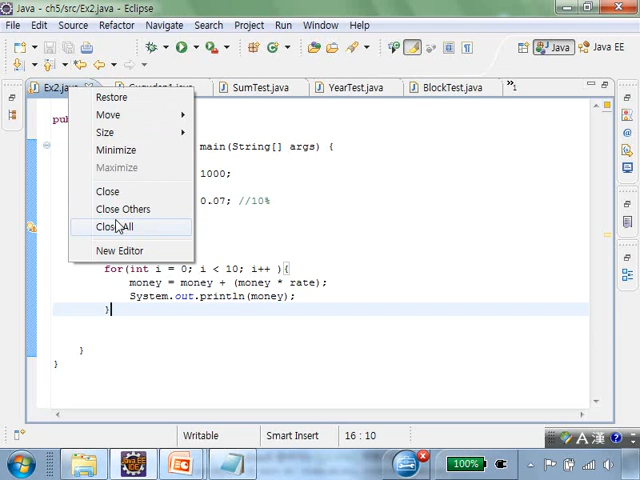 Java - ch5/src/Ex2.java - Eclipse
File Edit Source Refactor Navigate Search Project Run Window Help
Java Java EE
Ex2.java SumTest.java YearTest.java BlockTest.java »1
Restore
Move
Size
Minimize
Maximize
Close
Close Others
Close All
New Editor
main(String[] args) {
1000;
0.07; //10%
for(int i = 0; i < 10; i++ ){
money = money + (money * rate);
System.out.println(money);
}
}
}
Writable Smart Insert 16 : 10
A 漢
100%